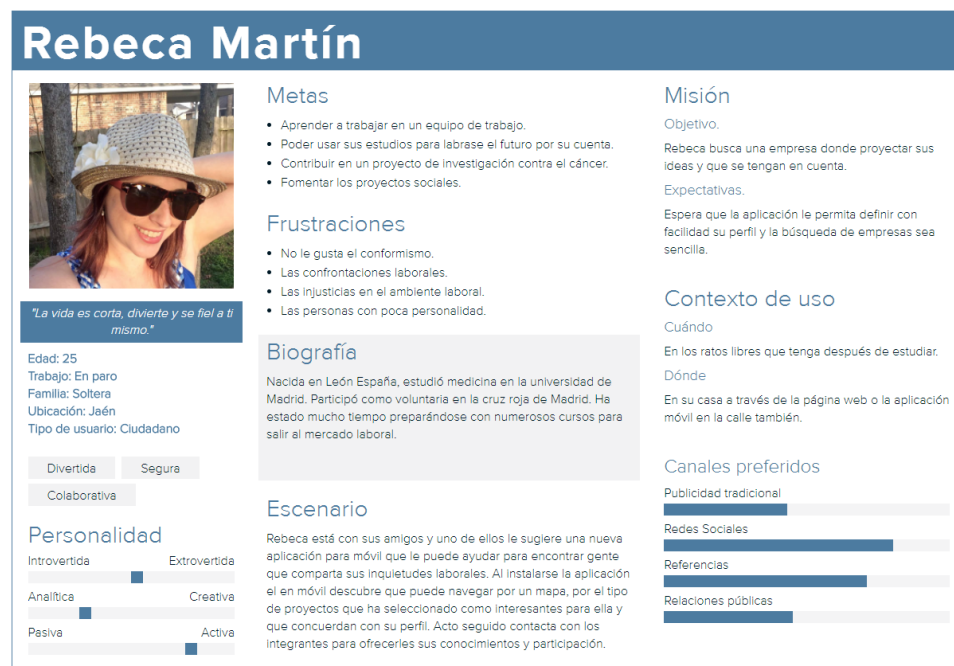 Rebeca Martín
"La vida es corta, divierte y se fiel a ti
mismo."
Edad: 25
Trabajo: En paro
Familia: Soltera
Ubicación: Jaén
Tipo de usuario: Ciudadano
Divertida
Segura
Colaborativa
Personalidad
Introvertida
Extrovertida
Analítica
Creativa
Pasiva
Activa
Metas
Aprender a trabajar en un equipo de trabajo.
Poder usar sus estudios para labrase el futuro por su cuenta.
Contribuir en un proyecto de investigación contra el cáncer.
Fomentar los proyectos sociales.
Frustraciones
No le gusta el conformismo.
Las confrontaciones laborales.
Las injusticias en el ambiente laboral.
Las personas con poca personalidad.
Biografía
Nacida en León España, estudió medicina en la universidad de
Madrid. Participó como voluntaria en la cruz roja de Madrid. Ha
estado mucho tiempo preparándose con numerosos cursos para
salir al mercado laboral.
Escenario
Rebeca está con sus amigos y uno de ellos le sugiere una nueva
aplicación para móvil que le puede ayudar para encontrar gente
que comparta sus inquietudes laborales. Al instalarse la aplicación
el en móvil descubre que puede navegar por un mapa, por el tipo
de proyectos que ha seleccionado como interesantes para ella y
que concuerdan con su perfil. Acto seguido contacta con los
integrantes para ofrecerles sus conocimientos y participación.
Misión
Objetivo.
Rebeca busca una empresa donde proyectar sus
ideas y que se tengan en cuenta.
Expectativas.
Espera que la aplicación le permita definir con
facilidad su perfil y la búsqueda de empresas sea
sencilla.
Contexto de uso
Cuándo
En los ratos libres que tenga después de estudiar.
Dónde
En su casa a través de la página web o la aplicación
móvil en la calle también.
Canales preferidos
Publicidad tradicional
Redes Sociales
Referencias
Relaciones públicas